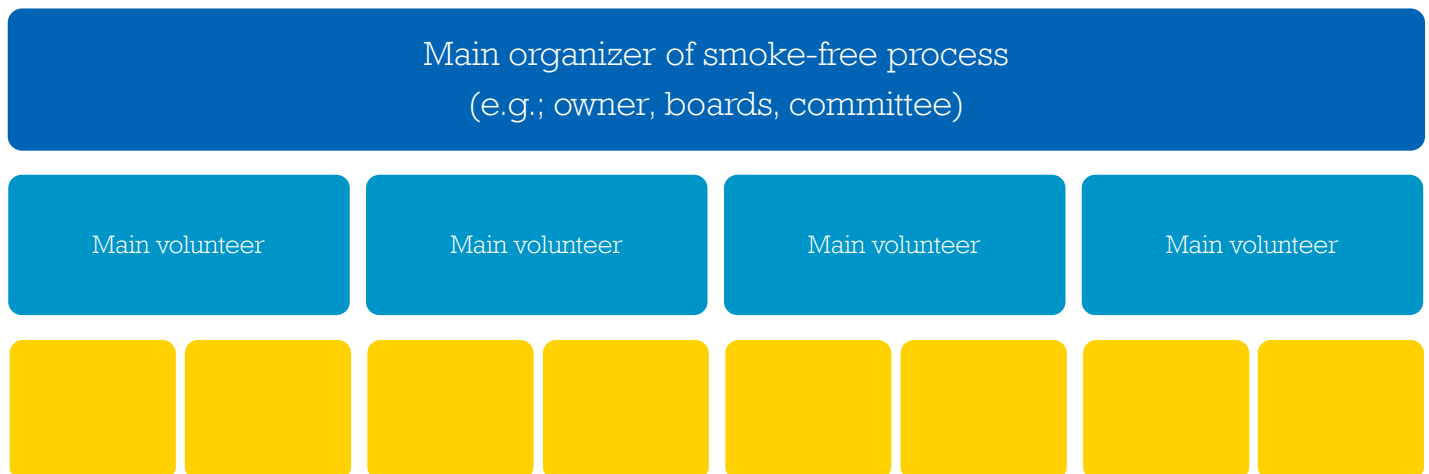 Main organizer of smoke-free process
(e.g.; owner, boards, committee)
Main volunteer
Main volunteer
Main volunteer
Main volunteer